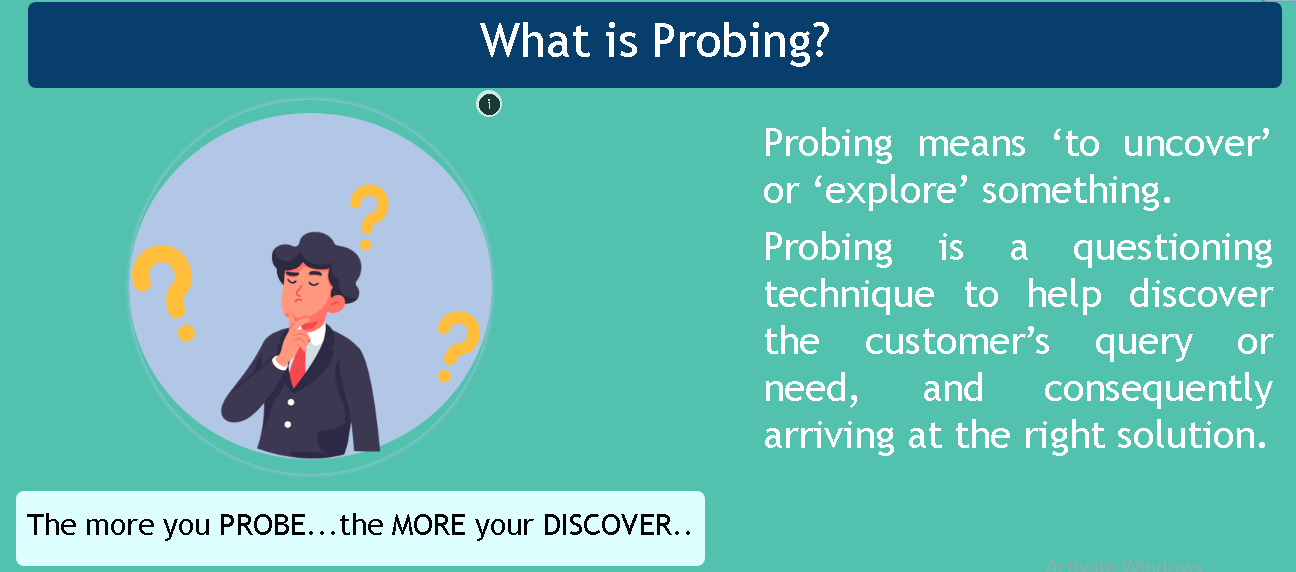 What is Probing?
i
Probing means ‘to uncover’
or ‘explore’ something.
Probing is a questioning
technique to help discover
the customer’s query or
need, and consequently
arriving at the right solution.
The more you PROBE...the MORE your DISCOVER..
Activate Windows